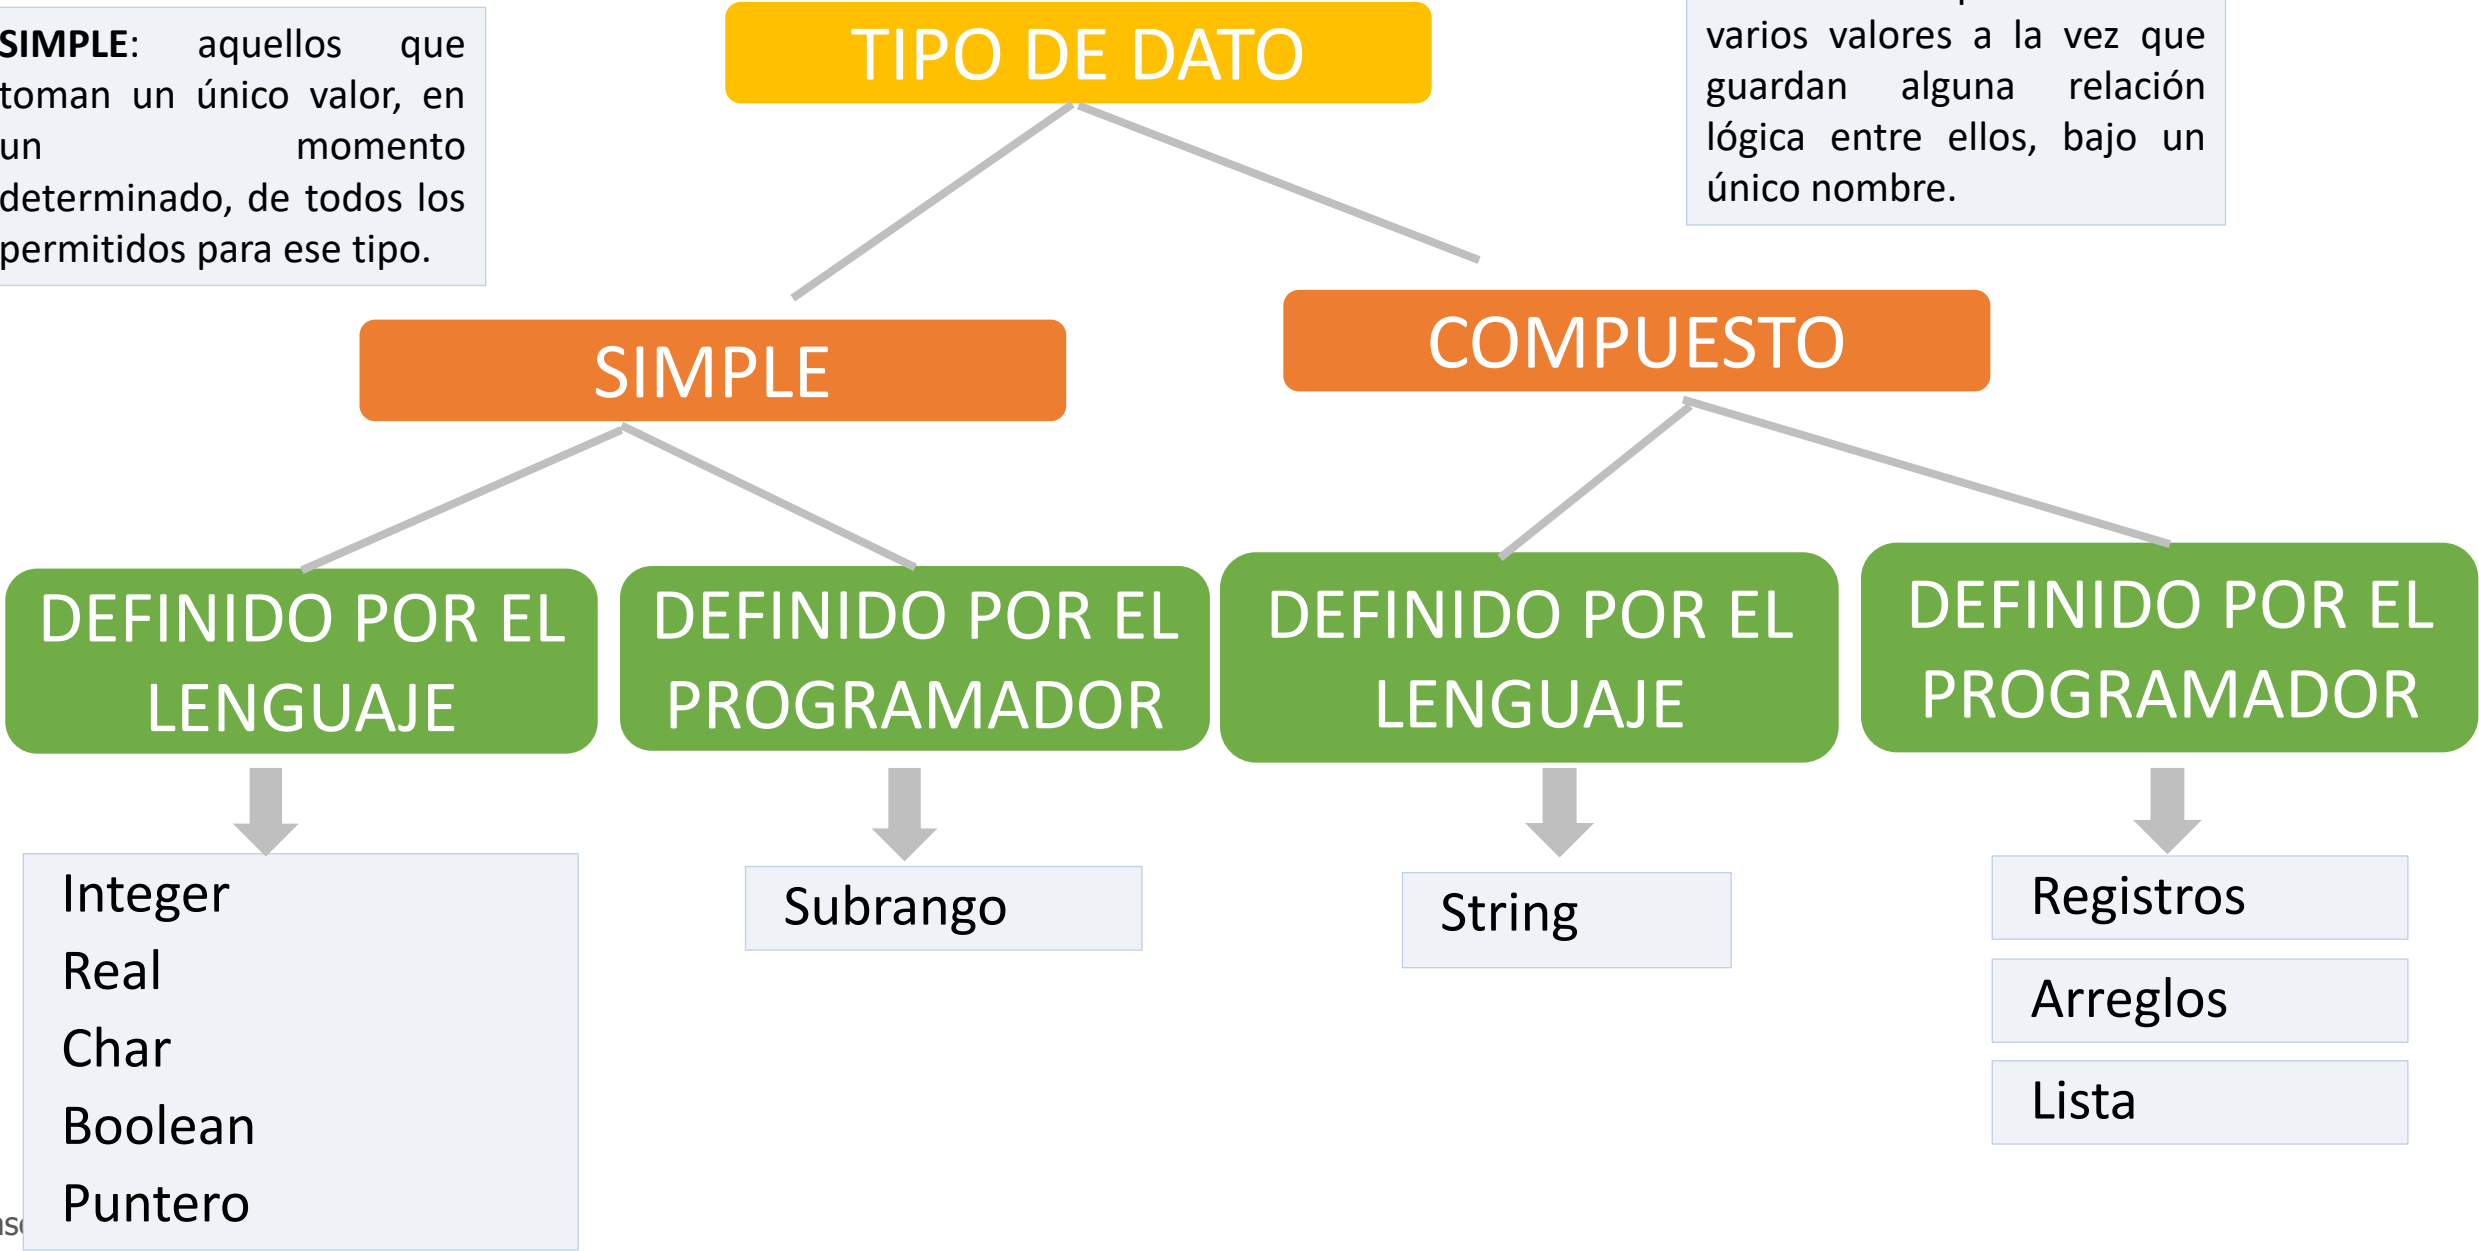 SIMPLE: aquellos que
toman un único valor, en
un momento
determinado, de todos los
permitidos para ese tipo.
TIPO DE DATO
varios valores a la vez que
guardan alguna relación
lógica entre ellos, bajo un
único nombre.
SIMPLE
COMPUESTO
DEFINIDO POR EL
LENGUAJE
DEFINIDO POR EL
PROGRAMADOR
DEFINIDO POR EL
LENGUAJE
DEFINIDO POR EL
PROGRAMADOR
Integer
Real
Char
Boolean
Puntero
Subrango
String
Registros
Arreglos
Lista